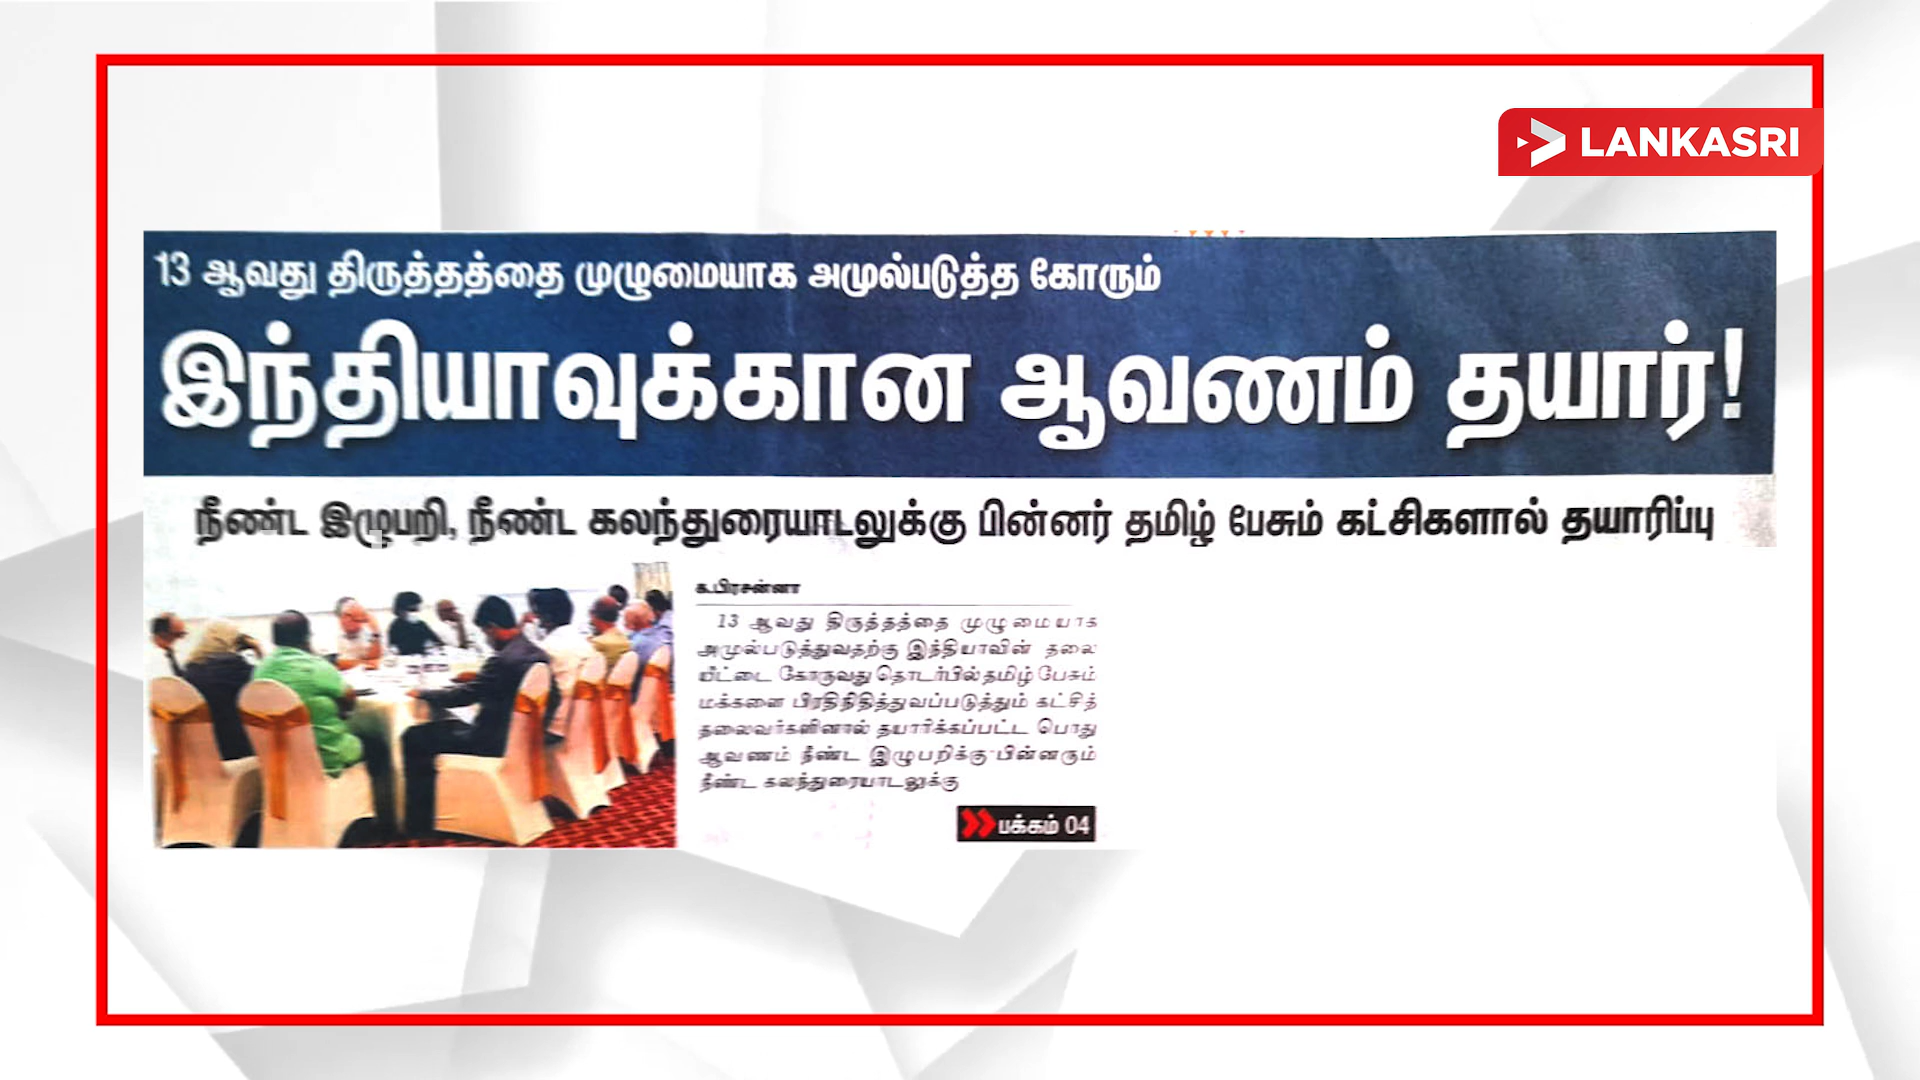 LANKASRI
13 ஆவது திருத்தத்தை முழுமையாக அமுல்படுத்த கோரும்
இந்தியாவுக்கான ஆவணம் தயார்!
நீண்ட இழுபறி, நீண்ட கலந்துரையாடலுக்கு பின்னர் தமிழ் பேசும் கட்சிகளால் தயாரிப்பு
க.பிரசன்னா
13 ஆவது திருத்தத்தை முழுமையாக
அமுல்படுத்துவதற்கு இந்தியாவின் தலை
யீட்டை கோருவது தொடர்பில் தமிழ் பேசும்
மக்களை பிரதிநிதித்துவப்படுத்தும் கட்சித்
தலைவர்களினால் தயாரிக்கப்பட்ட பொது
ஆவணம் நீண்ட இழுபறிக்கு பின்னரும்
நீண்ட கலந்துரையாடலுக்கு
பக்கம் 04